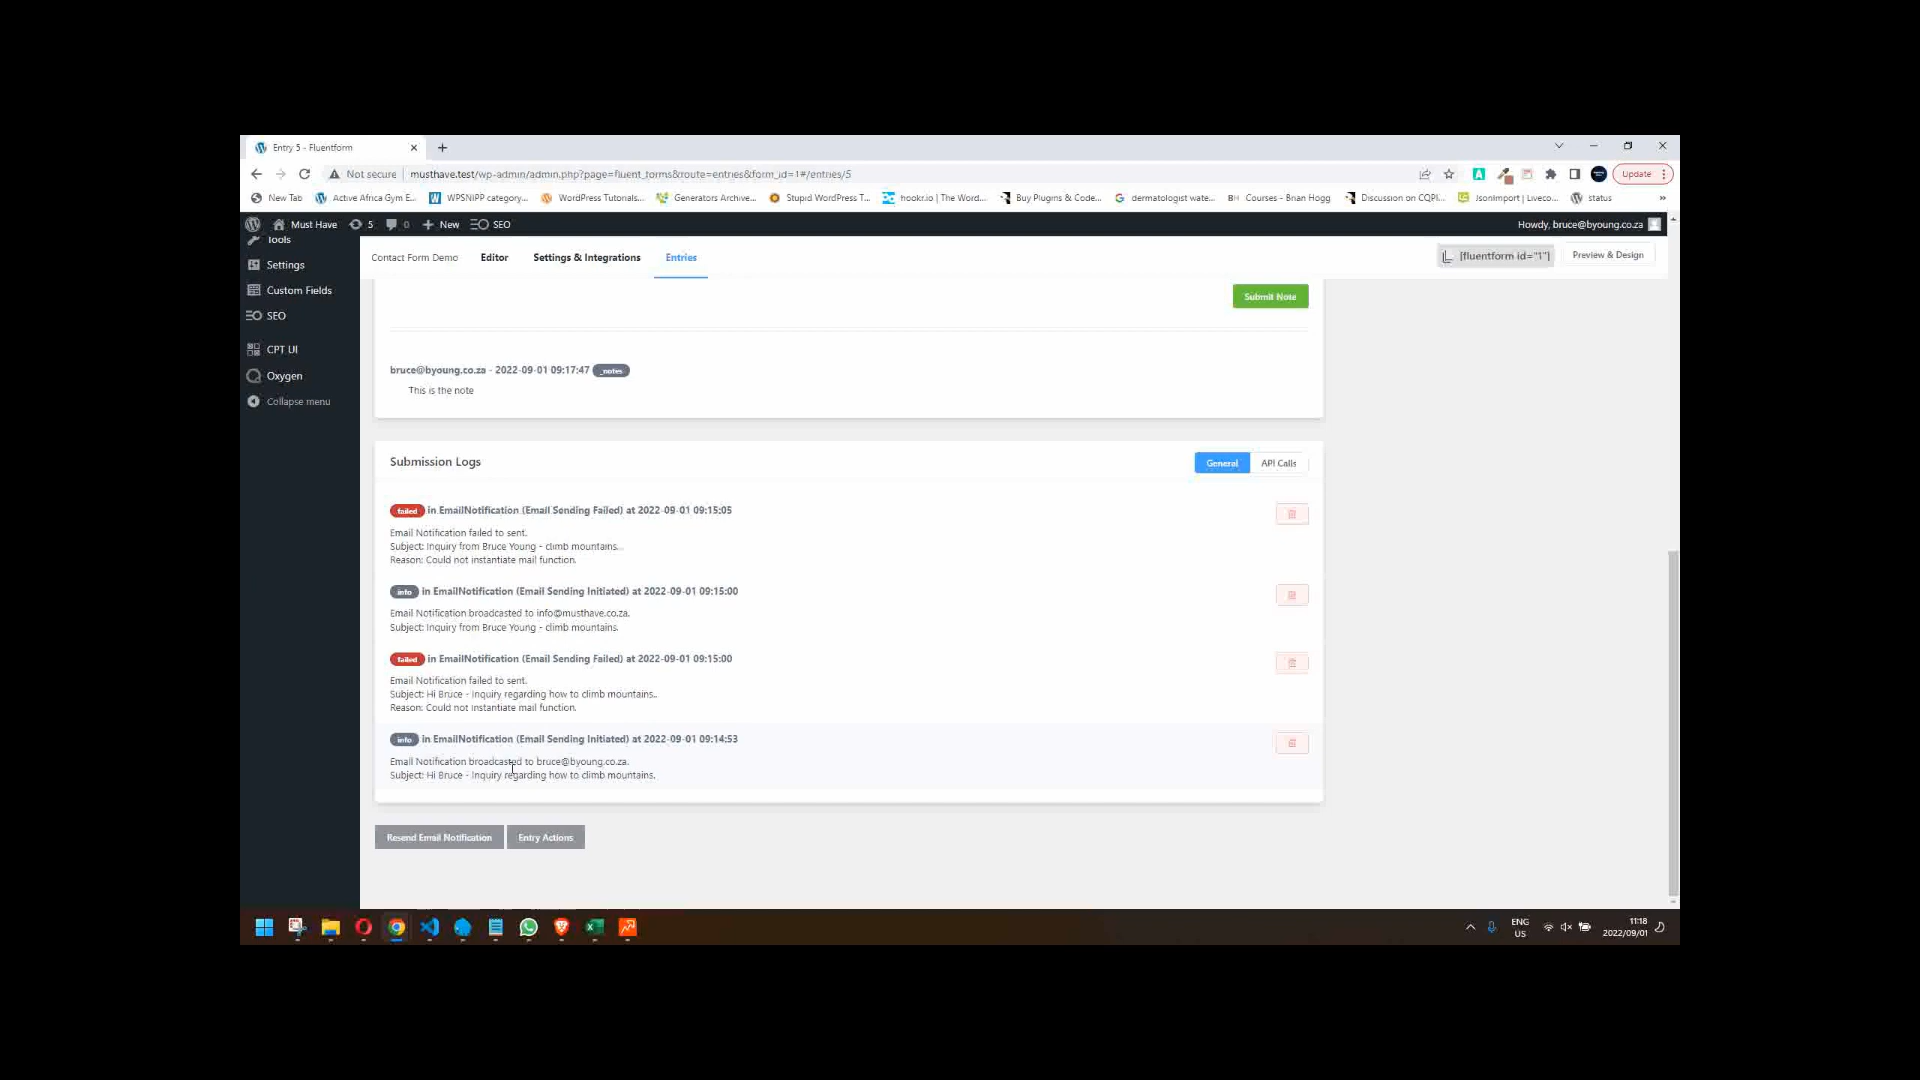 Entry 5 - Fluentform
Not secure
musthave.test/wp-admin/admin.php?page=fluent_forms&route=entries&form_id=1#/entries/5
Update
New Tab
Active Africa Gym E...
WPSNIPP category...
WordPress Tutorials...
Generators Archive...
Stupid WordPress T...
hookr.io | The Word...
Buy Plugins & Code...
dermatologist wate...
Courses - Brian Hogg
Discussion on CQPI...
JsonImport | Liveco...
status
»
Must Have
5
0
New
SEO
Howdy, bruce@byoung.co.za
Tools
Settings
Custom Fields
SEO
CPT UI
Oxygen
Collapse menu
Contact Form Demo
Editor
Settings & Integrations
Entries
[fluentform id="1"]
Preview & Design
Submit Note
bruce@byoung.co.za - 2022-09-01 09:17:47 _notes
This is the note
Submission Logs
General
API Calls
failed in EmailNotification (Email Sending Failed) at 2022-09-01 09:15:05
Email Notification failed to sent.
Subject: Inquiry from Bruce Young - climb mountains..
Reason: Could not instantiate mail function.
info in EmailNotification (Email Sending Initiated) at 2022-09-01 09:15:00
Email Notification broadcasted to info@musthave.co.za.
Subject: Inquiry from Bruce Young - climb mountains.
failed in EmailNotification (Email Sending Failed) at 2022-09-01 09:15:00
Email Notification failed to sent.
Subject: Hi Bruce - Inquiry regarding how to climb mountains..
Reason: Could not instantiate mail function.
info in EmailNotification (Email Sending Initiated) at 2022-09-01 09:14:53
Email Notification broadcasted to bruce@byoung.co.za.
Subject: Hi Bruce - Inquiry regarding how to climb mountains.
Resend Email Notification
Entry Actions
ENG
US
11:18
2022/09/01